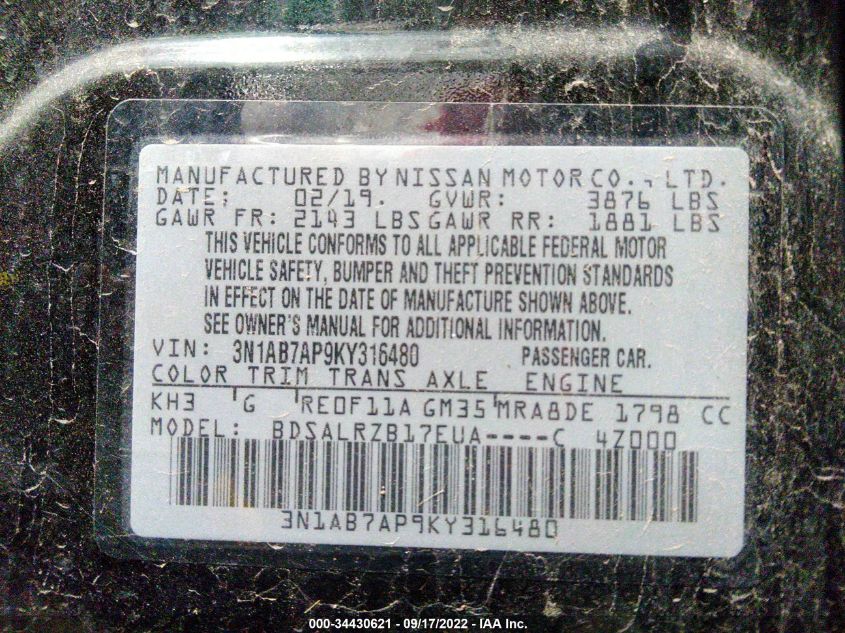 MANUFACTURED BY NISSAN MOTOR CO., LTD.
DATE: 02/19. GVWR: 3876 LBS
GAWR FR: 2143 LBS GAWR RR: 1881 LBS
THIS VEHICLE CONFORMS TO ALL APPLICABLE FEDERAL MOTOR
VEHICLE SAFETY, BUMPER AND THEFT PREVENTION STANDARDS
IN EFFECT ON THE DATE OF MANUFACTURE SHOWN ABOVE.
SEE OWNER'S MANUAL FOR ADDITIONAL INFORMATION.
VIN: 3N1AB7AP9KY316480 PASSENGER CAR.
COLOR TRIM TRANS AXLE ENGINE
KH3 G RE0F11A GM35 MRA8DE 1798 CC
MODEL: BDSALRZB17EUA----C 4Z000
3N1AB7AP9KY316480
000-34430621 - 09/17/2022 - IAA Inc.